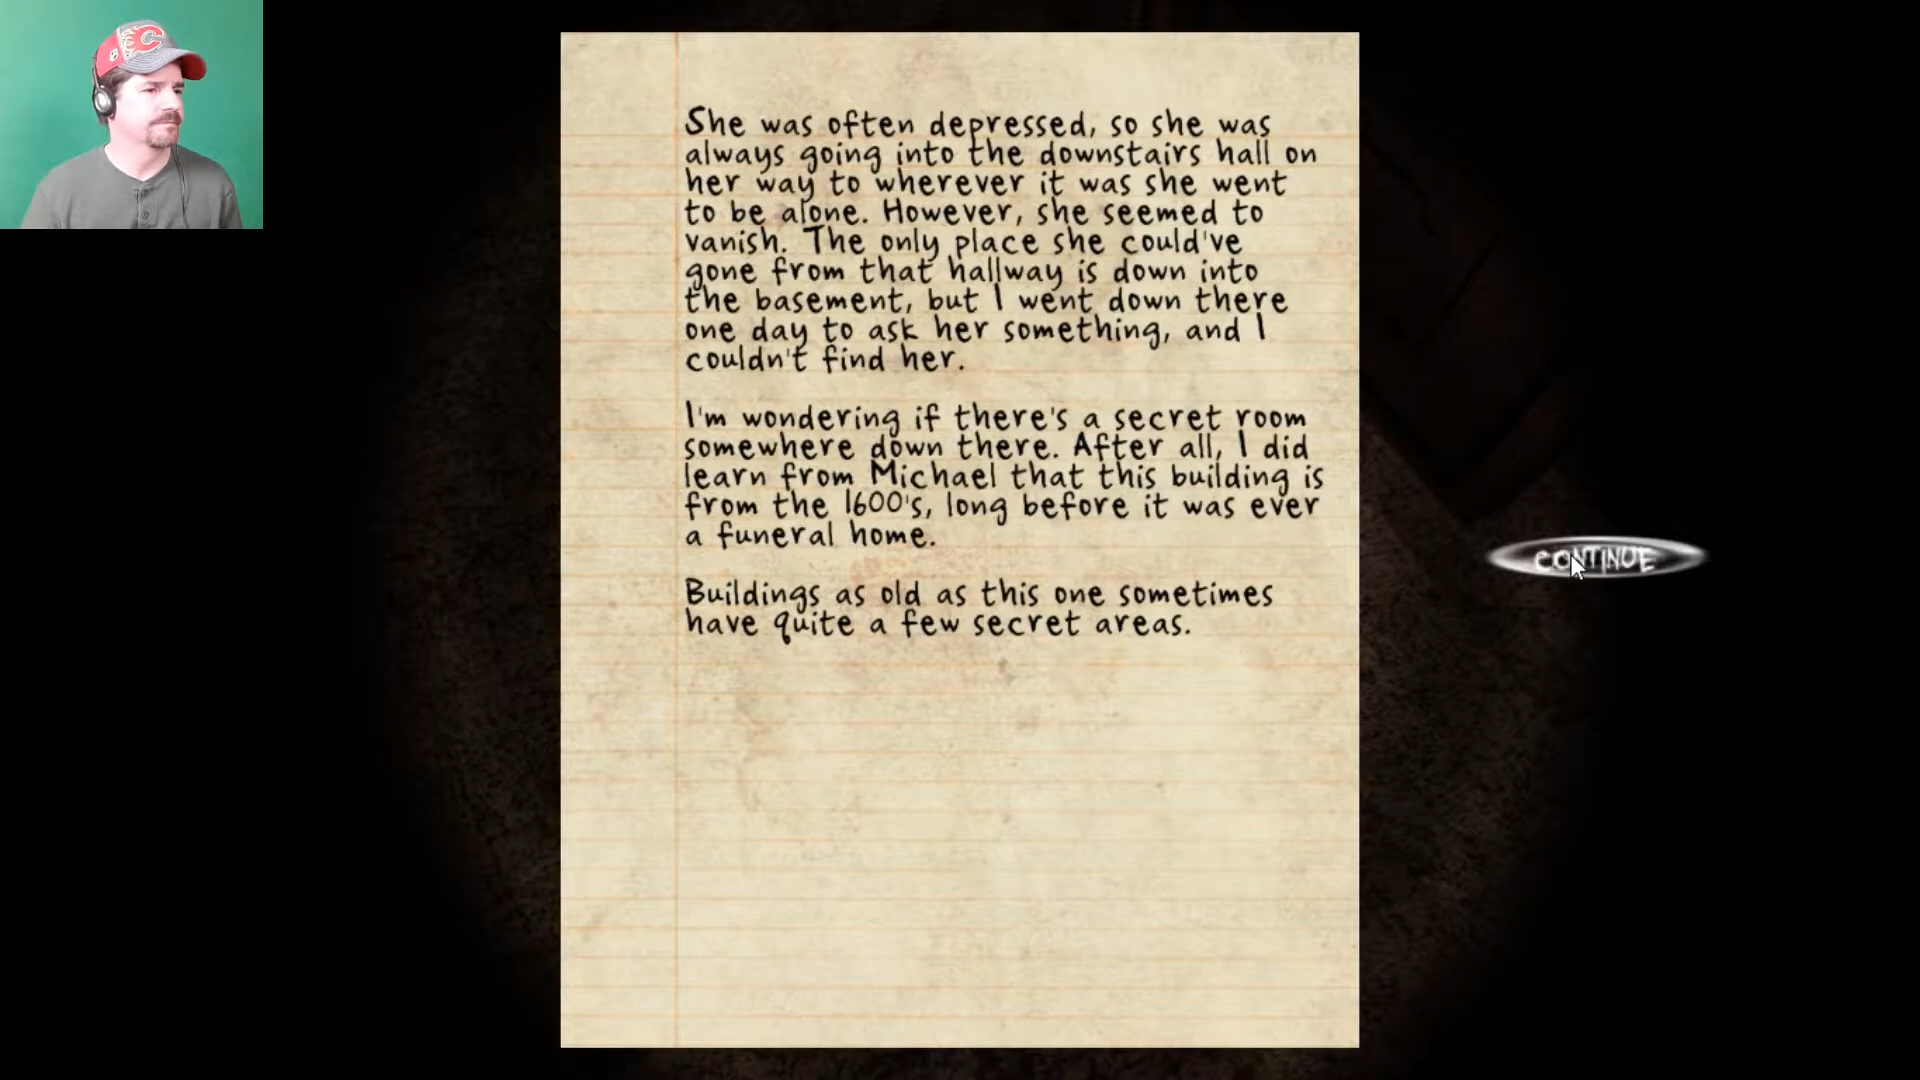 She was often depressed, so she was
always going into the downstairs hall on
her way to wherever it was she went
to be alone. However, she seemed to
vanish. The only place she could've
gone from that hallway is down into
the basement, but I went down there
one day to ask her something, and I
couldn't find her.
I'm wondering if there's a secret room
somewhere down there. After all, I did
learn from Michael that this building is
from the 1600's, long before it was ever
a funeral home.
Buildings as old as this one sometimes
have quite a few secret areas.
CONTINUE